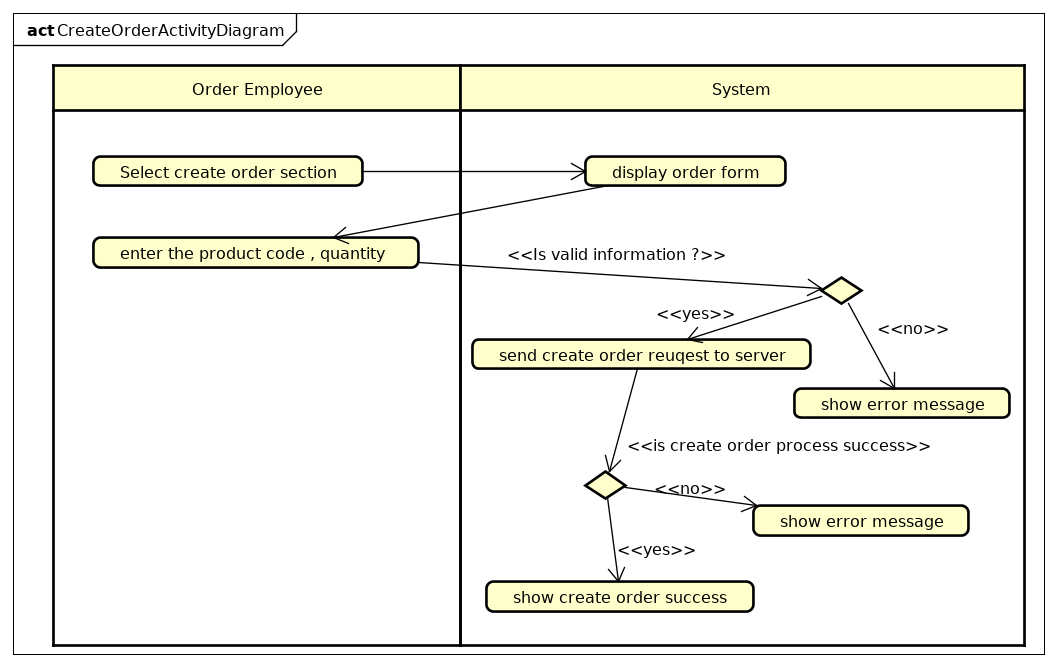 act CreateOrderActivityDiagram
Order Employee
System
Select create order section
display order form
enter the product code , quantity
<<Is valid information ?>>
<<yes>>
<<no>>
send create order reuqest to server
show error message
<<is create order process success>>
<<no>>
show error message
<<yes>>
show create order success